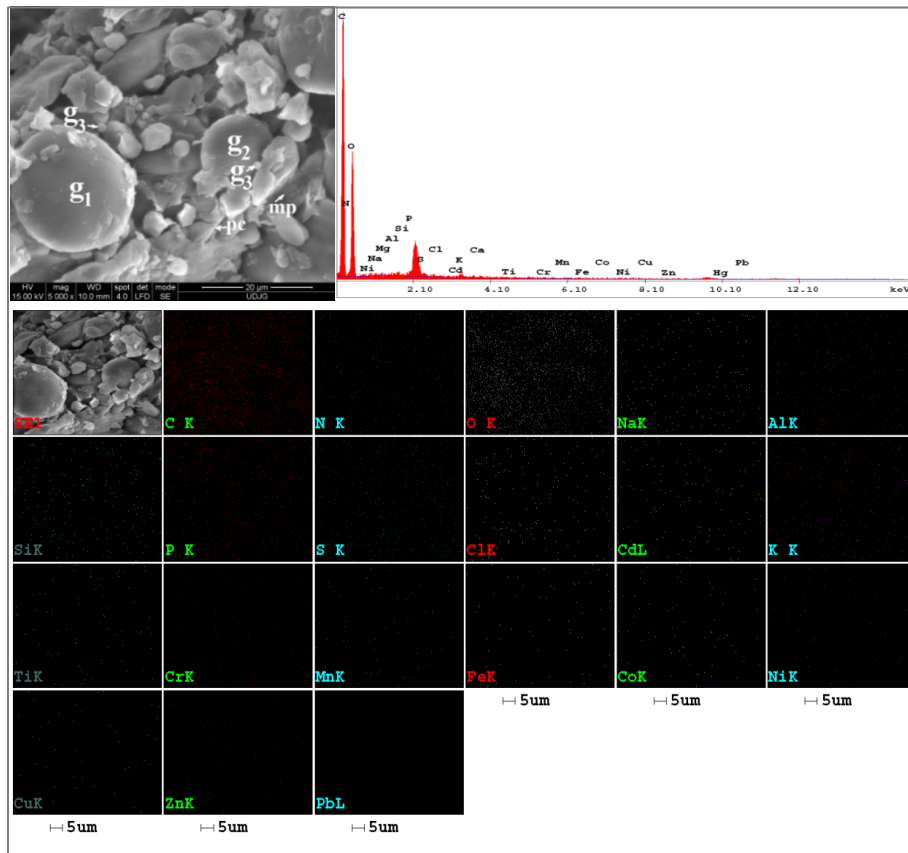 g3
g2
g3
g1
mp
pc
HV mag WD spot det mode
15.00 kV 5 000 x 10.0 mm 4.0 LFD SE
20 µm
UDJG
C
O
N
P
Si
Al
Mg
Na
Ni
S
Cl
K
Cd
Ca
Ti
Cr
Mn
Fe
Co
Ni
Cu
Zn
Hg
Pb
2.10 4.10 6.10 8.10 10.10 12.10 keV
SE1 C K N K O K NaK AlK
SiK P K S K ClK CdL K K
TiK CrK MnK FeK CoK NiK
5um 5um 5um
CuK ZnK PbL
5um 5um 5um